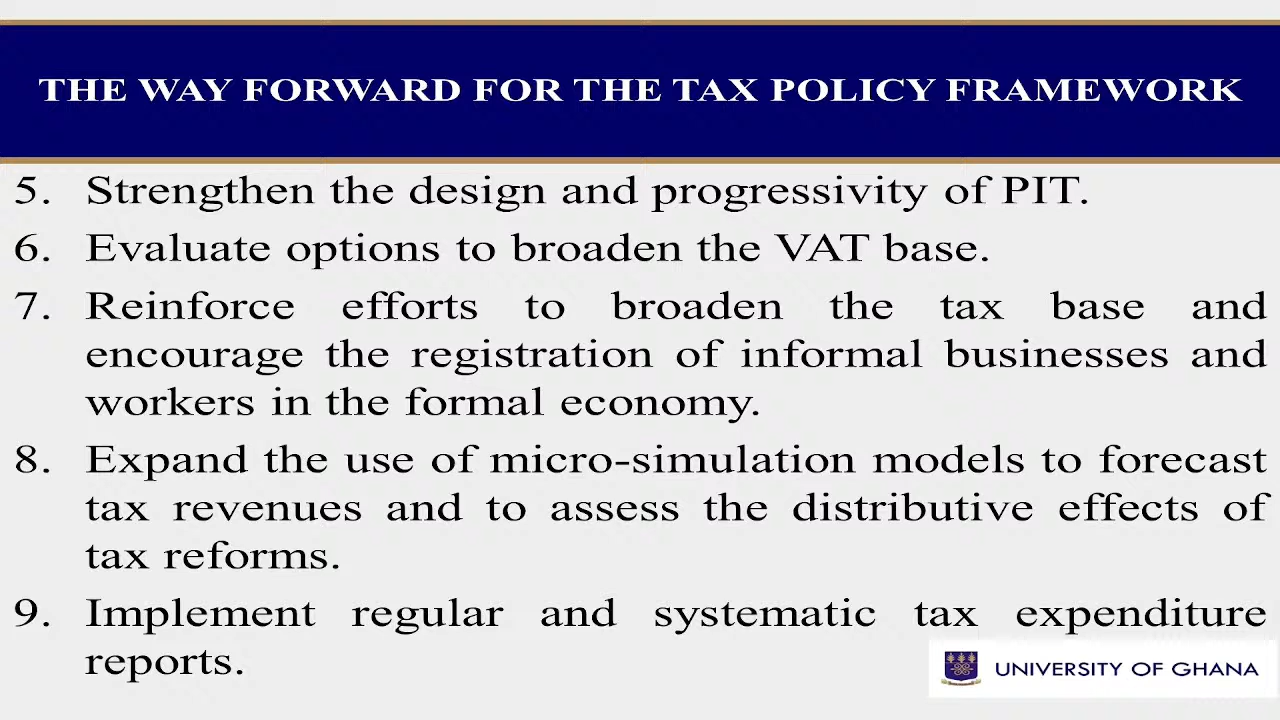 THE WAY FORWARD FOR THE TAX POLICY FRAMEWORK
5. Strengthen the design and progressivity of PIT.
6. Evaluate options to broaden the VAT base.
7. Reinforce efforts to broaden the tax base and
encourage the registration of informal businesses and
workers in the formal economy.
8. Expand the use of micro-simulation models to forecast
tax revenues and to assess the distributive effects of
tax reforms.
9. Implement regular and systematic tax expenditure
reports.
UNIVERSITY OF GHANA